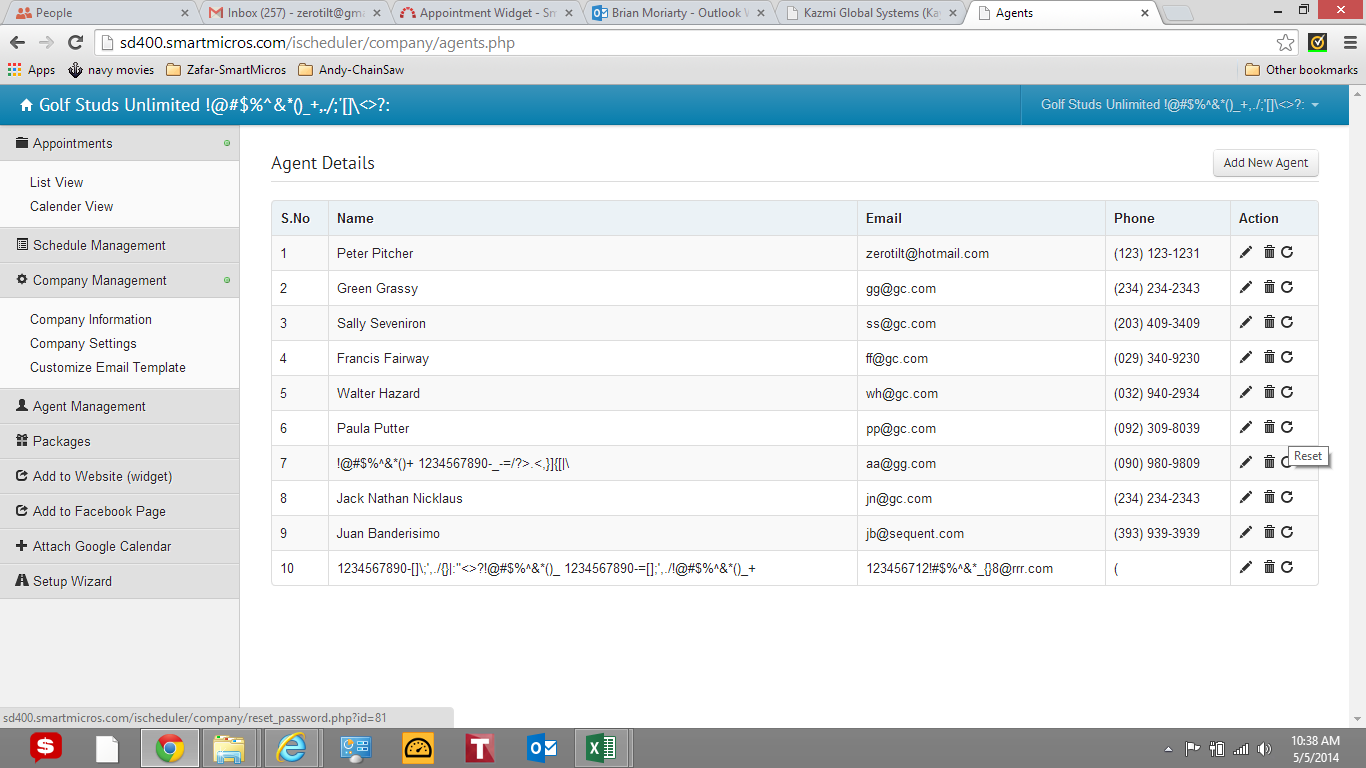 People
Inbox (257) - zerotilt@gma
Appointment Widget - Sm
Brian Moriarty - Outlook W
Kazmi Global Systems (Ka
Agents
sd400.smartmicros.com/ischeduler/company/agents.php
Apps
navy movies
Zafar-SmartMicros
Andy-ChainSaw
Other bookmarks
Golf Studs Unlimited !@#$%^&*()_+,./;'[]\<>?:
Golf Studs Unlimited !@#$%^&*()_+,./;'[]\<>?:
Appointments
List View
Calender View
Schedule Management
Company Management
Company Information
Company Settings
Customize Email Template
Agent Management
Packages
Add to Website (widget)
Add to Facebook Page
Attach Google Calendar
Setup Wizard
Agent Details
Add New Agent
S.No Name Email Phone Action
1 Peter Pitcher zerotilt@hotmail.com (123) 123-1231
2 Green Grassy gg@gc.com (234) 234-2343
3 Sally Seveniron ss@gc.com (203) 409-3409
4 Francis Fairway ff@gc.com (029) 340-9230
5 Walter Hazard wh@gc.com (032) 940-2934
6 Paula Putter pp@gc.com (092) 309-8039
Reset
7 !@#$%^&*()+ 1234567890-_-=/?>.<,}]{[|\ aa@gg.com (090) 980-9809
8 Jack Nathan Nicklaus jn@gc.com (234) 234-2343
9 Juan Banderisimo jb@sequent.com (393) 939-3939
10 1234567890-[]\;',./{}|:"<>?!@#$%^&*()_ 1234567890-=[];',./!@#$%^&*()_+ 123456712!#$%^&*_{}8@rrr.com (
sd400.smartmicros.com/ischeduler/company/reset_password.php?id=81
10:38 AM
5/5/2014